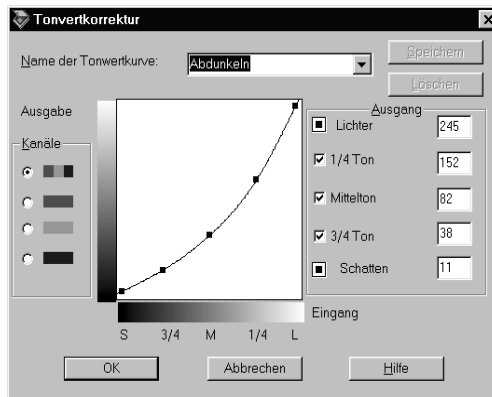 Tonvertkorrektur
Name der Tonwertkurve:
Abdunkeln
Speichern
Löschen
Ausgabe
Kanäle
Ausgang
Lichter 245
1/4 Ton 152
Mittelton 82
3/4 Ton 38
Schatten 11
Eingang
S 3/4 M 1/4 L
OK Abbrechen Hilfe